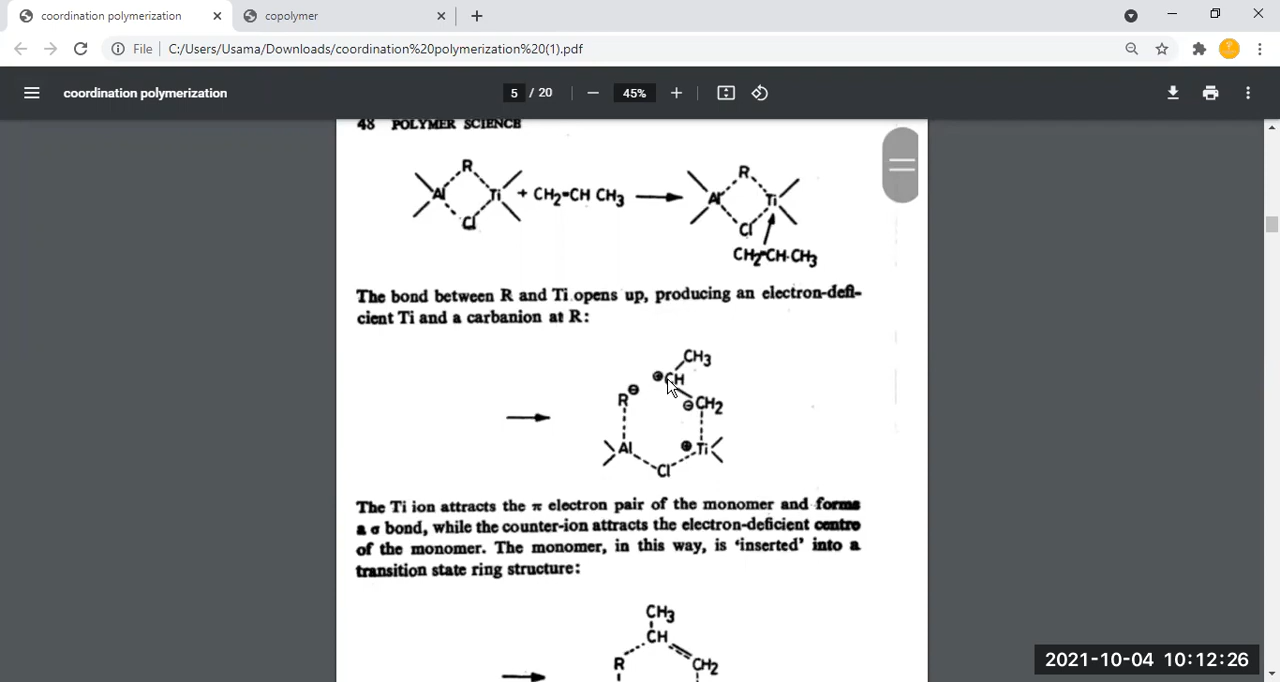 coordination polymerization
copolymer
File C:/Users/Usama/Downloads/coordination%20polymerization%20(1).pdf
coordination polymerization
5 / 20
45%
48 POLYMER SCIENCE
R
Al Ti + CH₂=CH CH₃
Cl
R
Al Ti
Cl
CH₂=CH·CH₃
The bond between R and Ti opens up, producing an electron-defi-
cient Ti and a carbanion at R:
CH₃
⊕CH
R⊖
⊖CH₂
Al ⊕Ti
Cl
The Ti ion attracts the π electron pair of the monomer and forms
a σ bond, while the counter-ion attracts the electron-deficient centre
of the monomer. The monomer, in this way, is ‘inserted’ into a
transition state ring structure:
CH₃
CH
R CH₂
2021-10-04 10:12:26